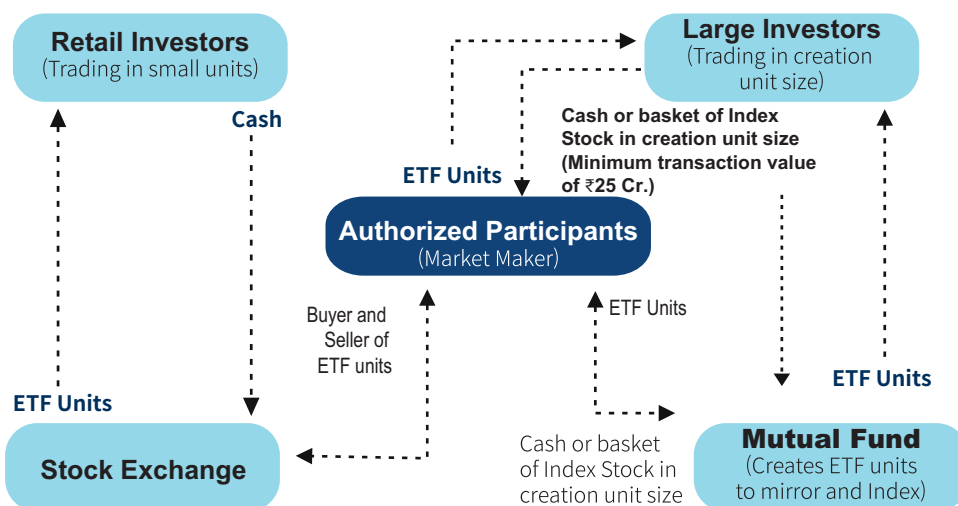 Retail Investors
(Trading in small units)
Large Investors
(Trading in creation
unit size)
Cash
Cash or basket of Index
Stock in creation unit size
(Minimum transaction value
of ₹25 Cr.)
ETF Units
Authorized Participants
(Market Maker)
Buyer and
Seller of
ETF units
ETF Units
ETF Units
ETF Units
Stock Exchange
Cash or basket
of Index Stock in
creation unit size
Mutual Fund
(Creates ETF units
to mirror and Index)